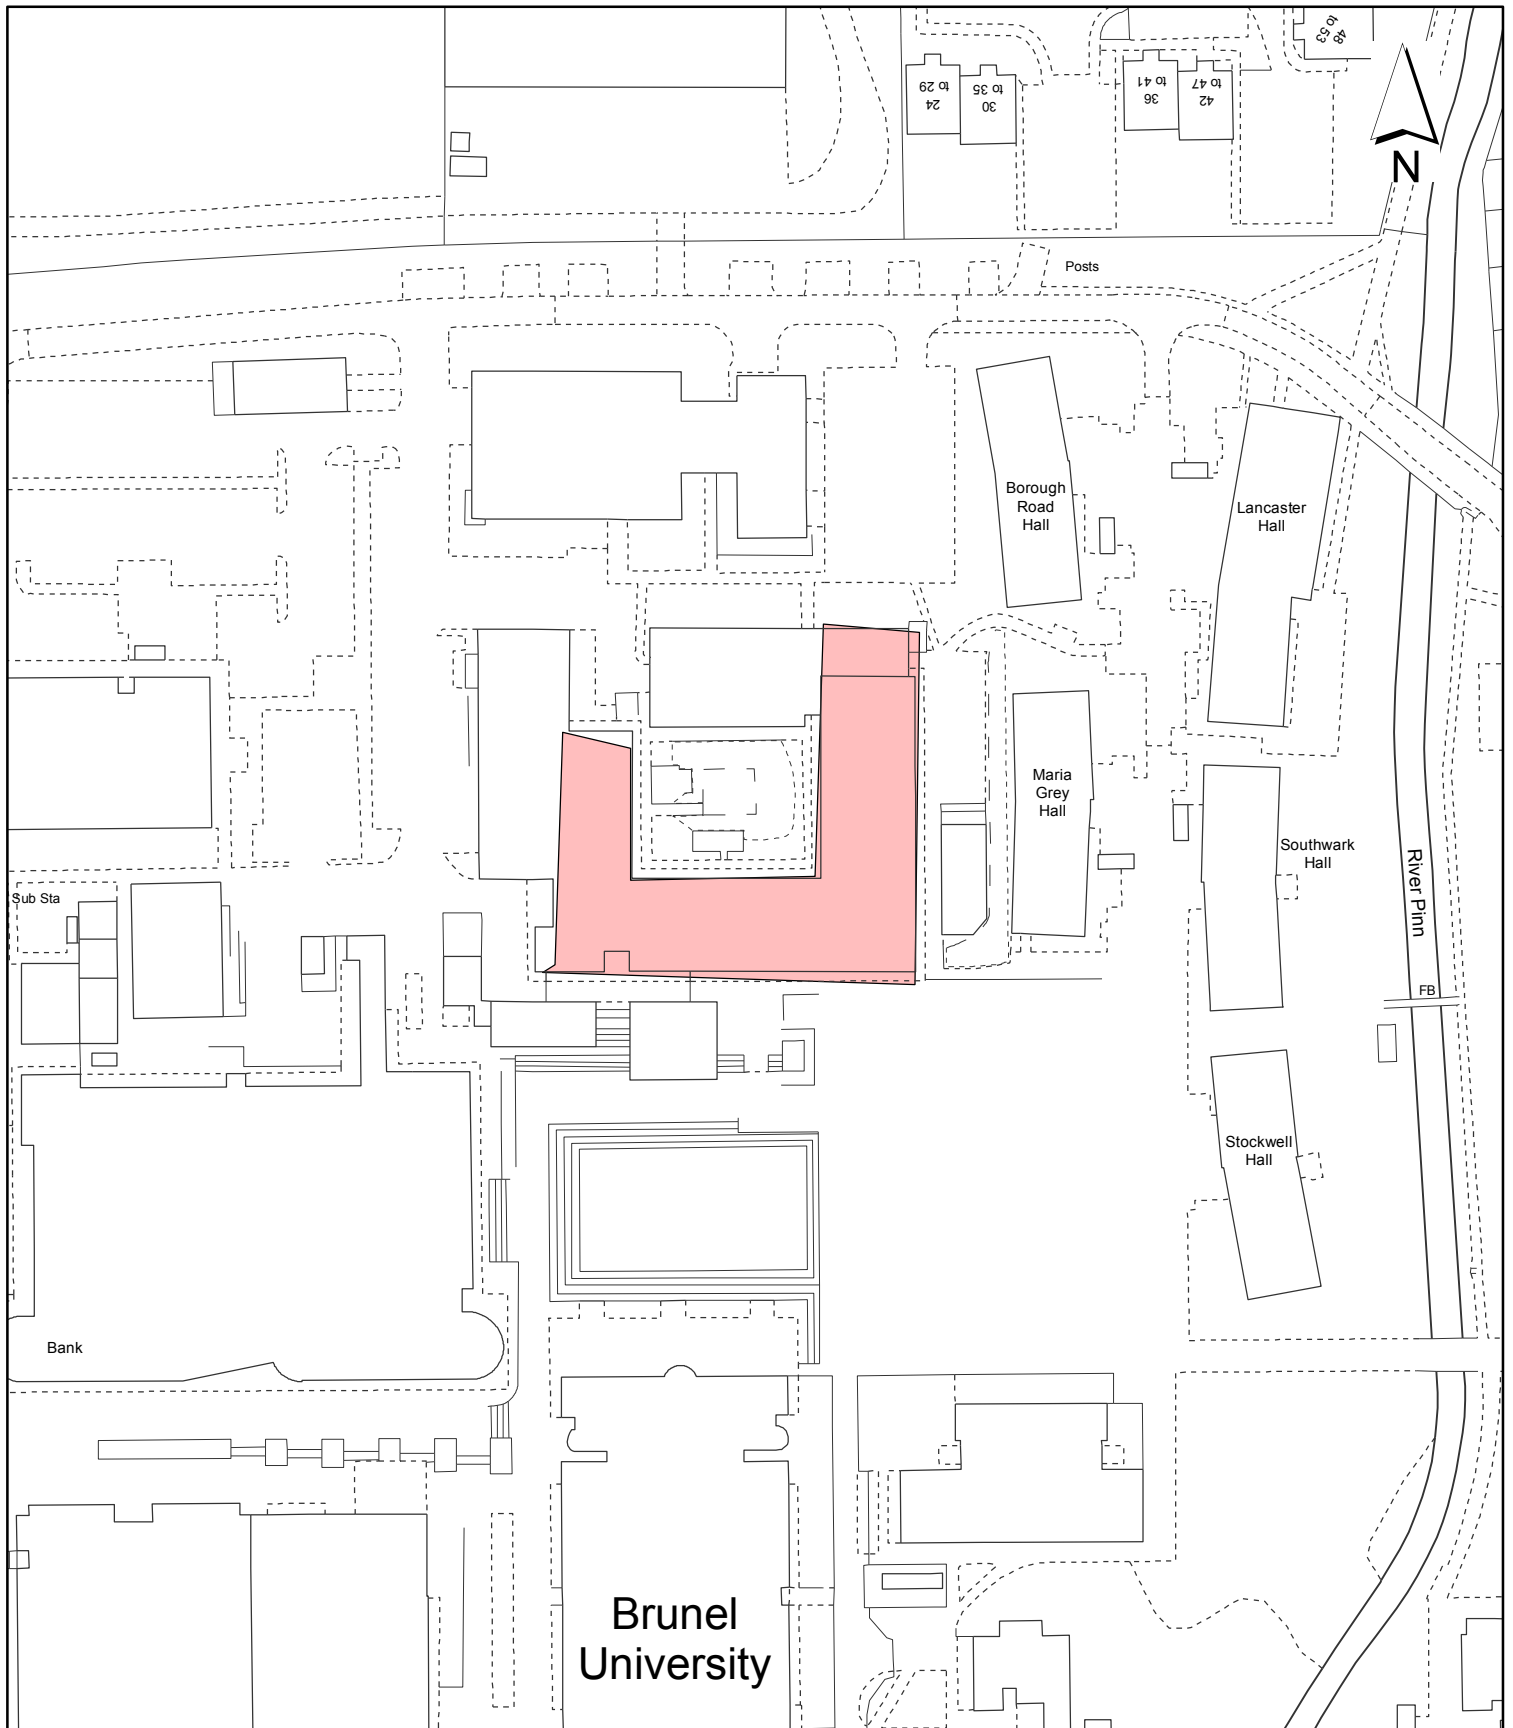 48
to 53
24
to 29
30
to 35
36
to 41
42
to 47
N
Posts
Borough
Road
Hall
Lancaster
Hall
Maria
Grey
Hall
Southwark
Hall
River Pinn
Sub Sta
FB
Stockwell
Hall
Bank
Brunel
University